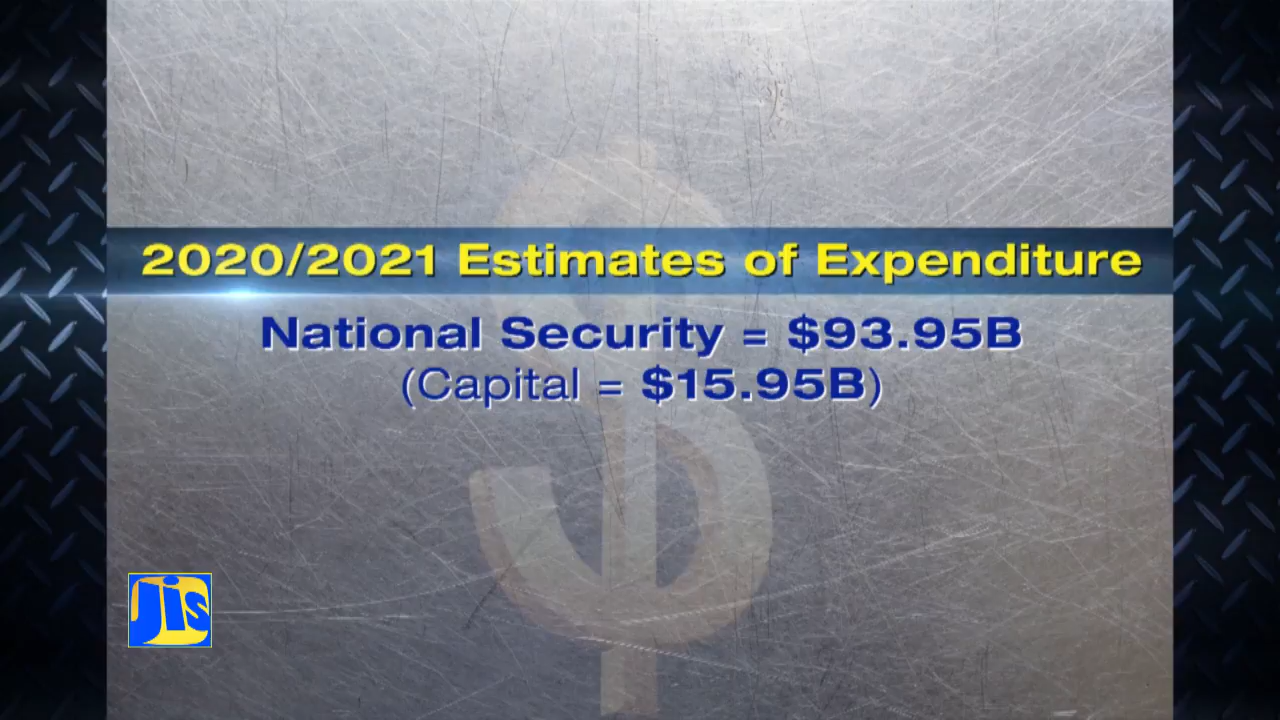 2020/2021 Estimates of Expenditure
National Security = $93.95B
(Capital = $15.95B)
Jis